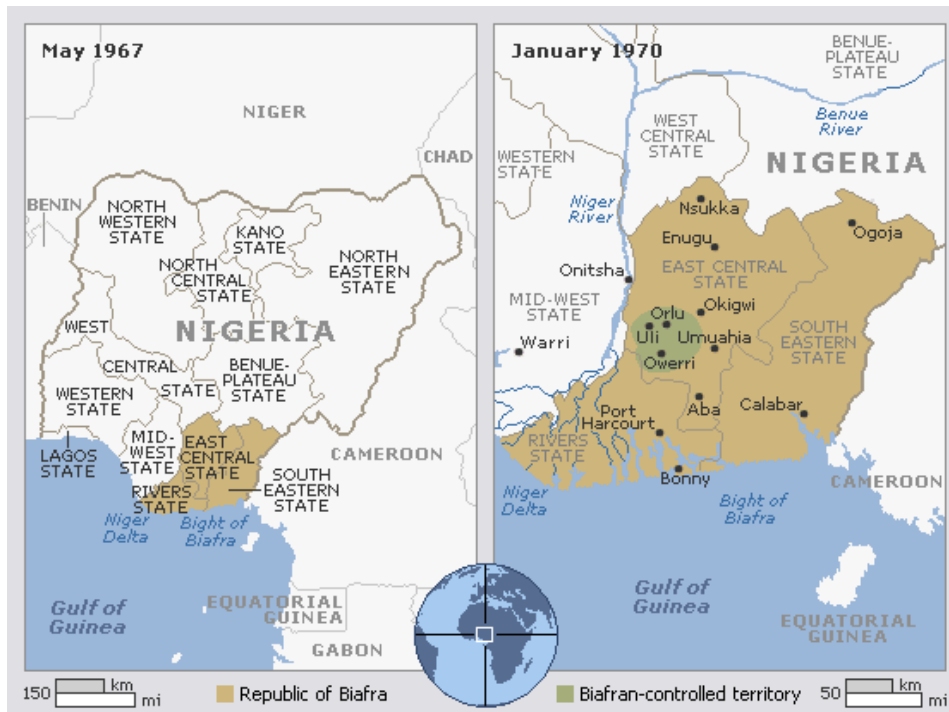 May 1967
NIGER
CHAD
BENIN
NORTH
WESTERN
STATE
KANO
STATE
NORTH
CENTRAL
STATE
NORTH
EASTERN
STATE
NIGERIA
WEST
CENTRAL
STATE
BENUE-
PLATEAU
STATE
WESTERN
STATE
LAGOS
STATE
MID-
WEST
STATE
EAST
CENTRAL
STATE
RIVERS
STATE
SOUTH
EASTERN
STATE
CAMEROON
Niger
Delta
Bight of
Biafra
Gulf of
Guinea
EQUATORIAL
GUINEA
GABON
January 1970
BENUE-
PLATEAU
STATE
Benue
River
WEST
CENTRAL
STATE
WESTERN
STATE
NIGERIA
Niger
River
Nsukka
Ogoja
Enugu
Onitsha
EAST CENTRAL
STATE
MID-WEST
STATE
Okigwi
Orlu
Uli
Umuahia
SOUTH
EASTERN
STATE
Warri
Owerri
Aba
Calabar
Port
Harcourt
RIVERS
STATE
Bonny
CAMEROON
Niger
Delta
Bight of
Biafra
Gulf of
Guinea
EQUATORIAL
GUINEA
150 km
mi
Republic of Biafra
Biafran-controlled territory
50 km
mi